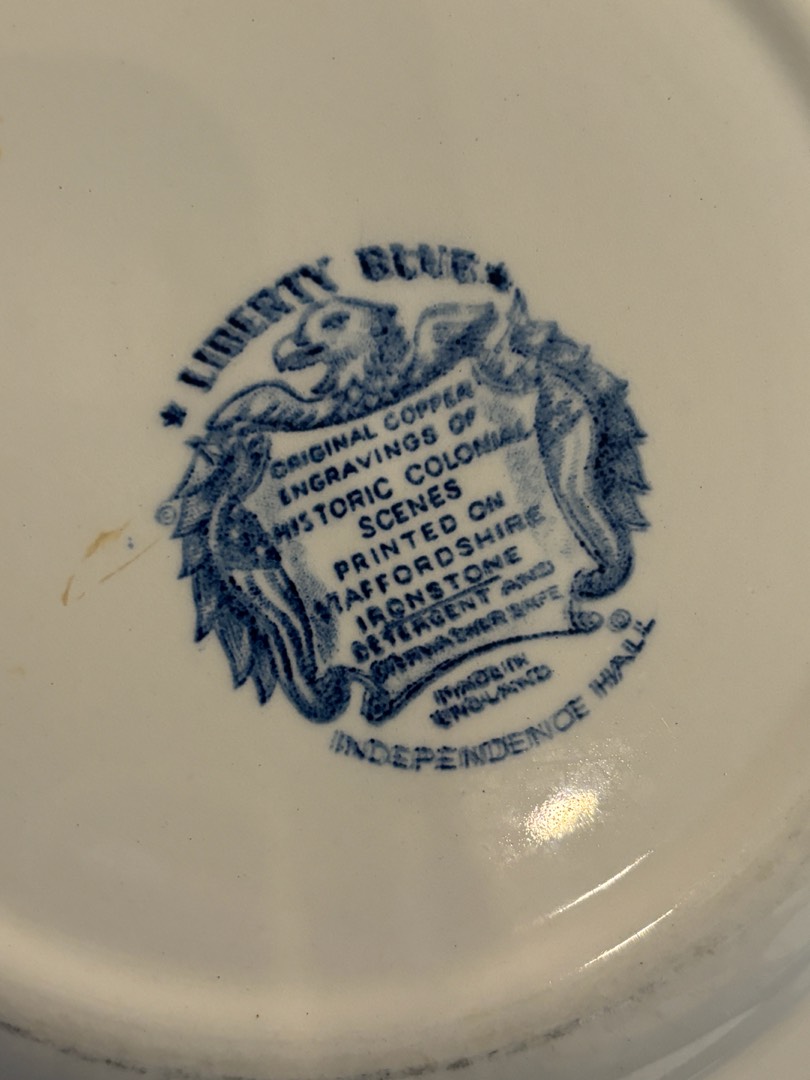 LIBERTY BLUE
ORIGINAL COPPER
ENGRAVINGS OF
HISTORIC COLONIAL
SCENES
PRINTED ON
STAFFORDSHIRE
IRONSTONE
DETERGENT AND
DISHWASHER SAFE
MADE IN
ENGLAND
INDEPENDENCE HALL